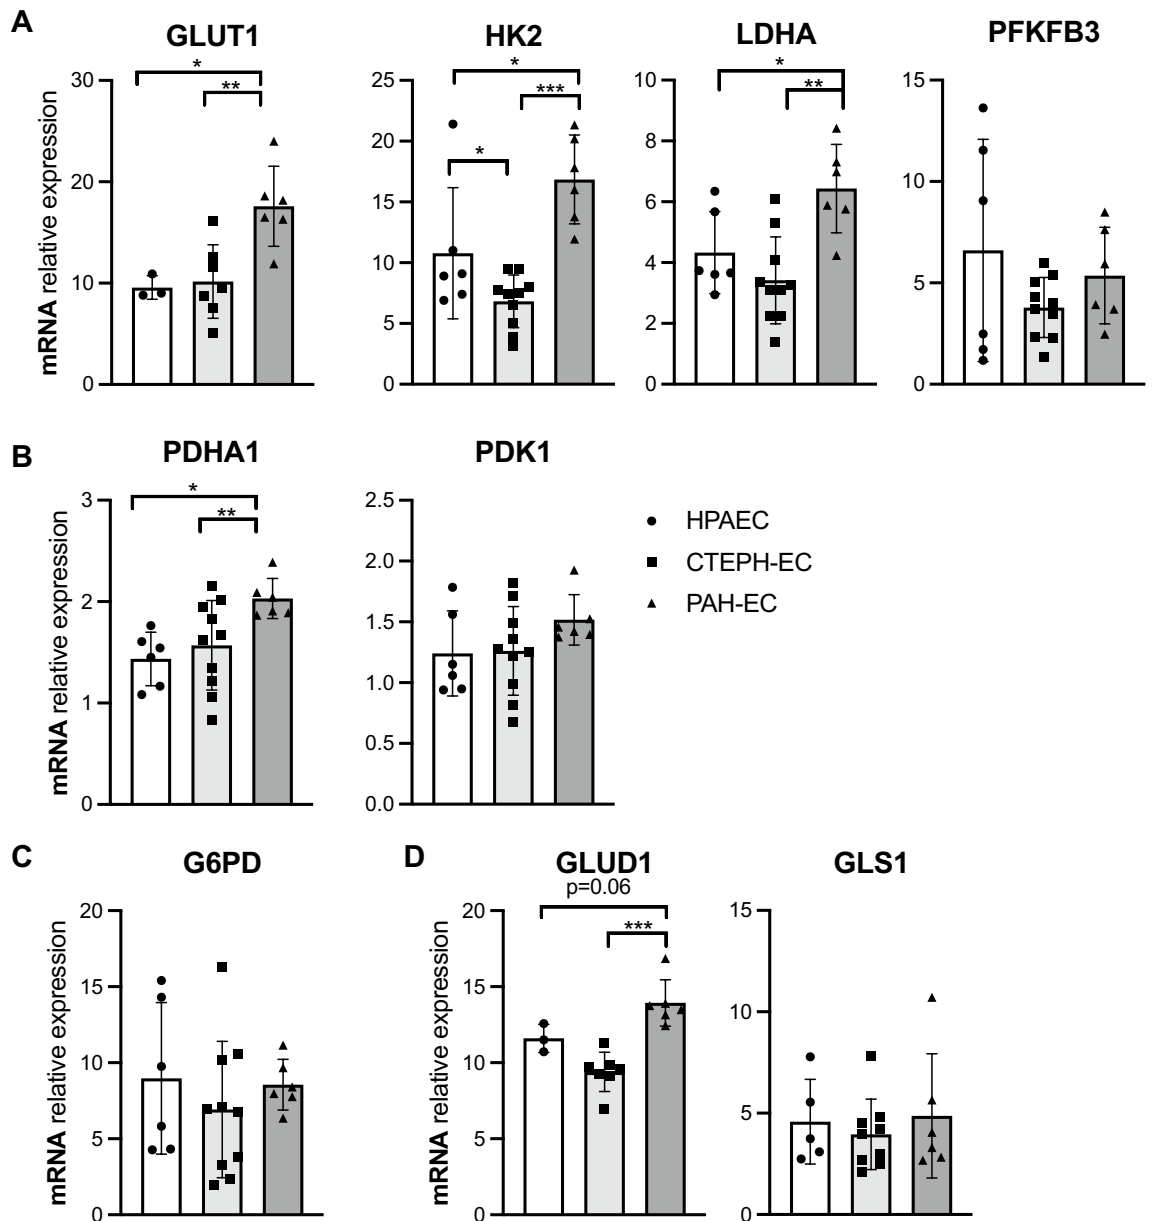 A
GLUT1
HK2
LDHA
PFKFB3
mRNA relative expression
30
20
10
0
*
**
25
20
15
10
5
0
*
***
*
10
8
6
4
2
0
*
**
15
10
5
0
B
PDHA1
PDK1
mRNA relative expression
3
2
1
0
*
**
2.5
2.0
1.5
1.0
0.5
0.0
HPAEC
CTEPH-EC
PAH-EC
C
G6PD
mRNA relative expression
20
15
10
5
0
D
GLUD1
p=0.06
***
mRNA relative expression
20
15
10
5
0
GLS1
15
10
5
0